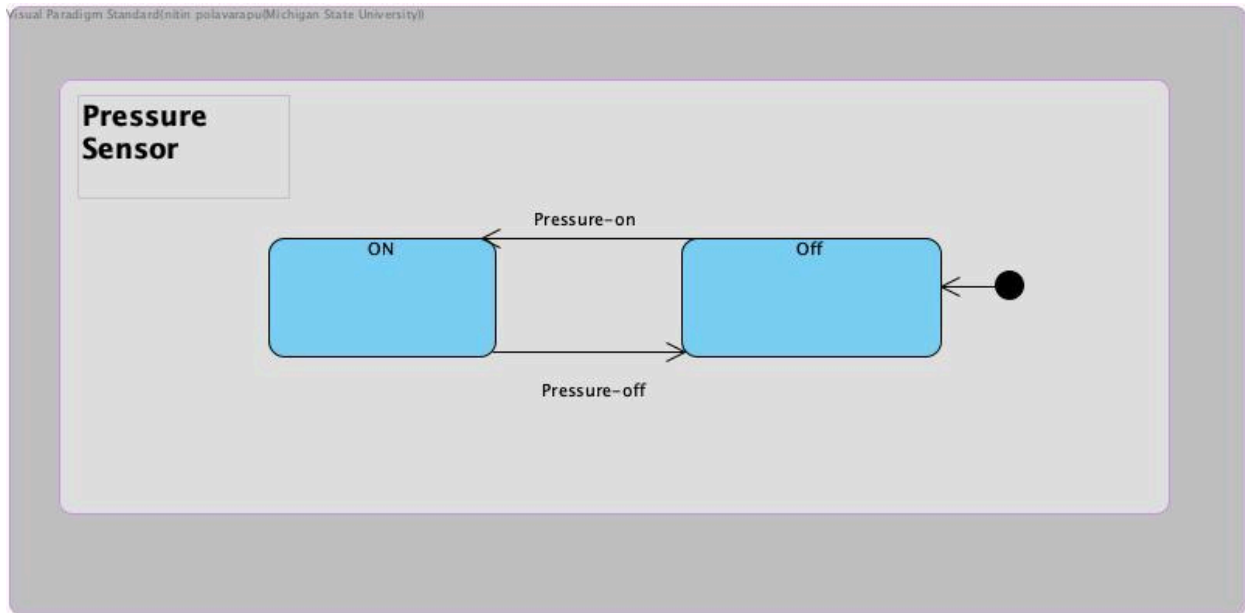 Visual Paradigm Standard(nitin polavarapu(Michigan State University))
Pressure
Sensor
Pressure-on
ON
Off
Pressure-off